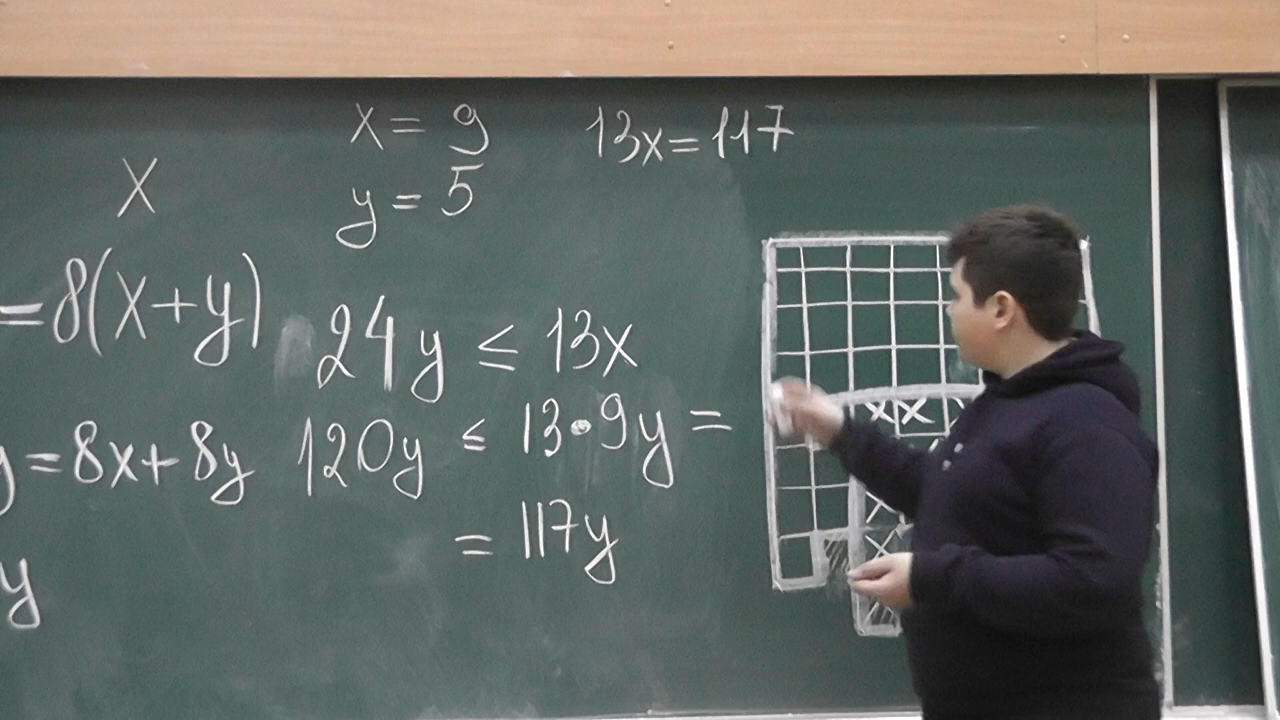 x = 9
13x = 117
y = 5
X
= 8(x+y)
24y ≤ 13x
y = 8x + 8y
120y ≤ 13•9y =
= 117y
y